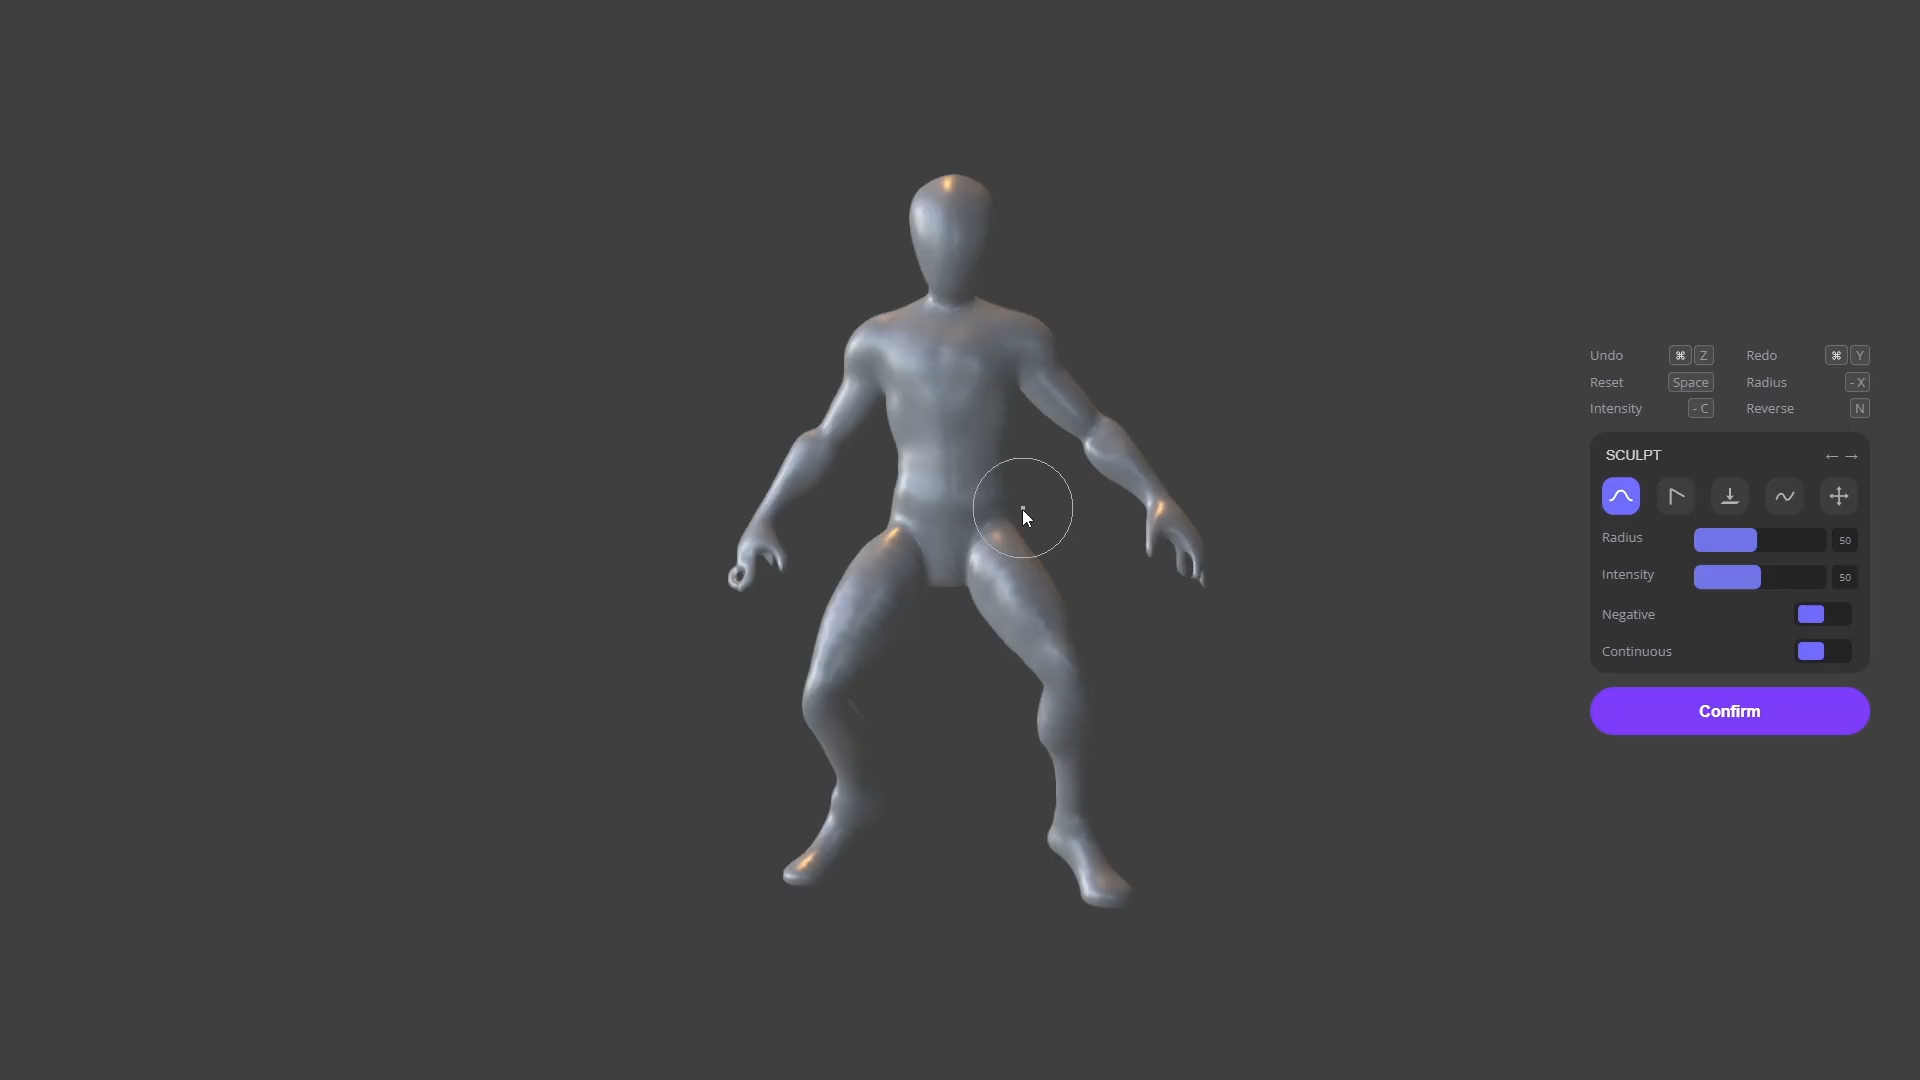 Undo ⌘ Z Redo ⌘ Y
Reset Space Radius - X
Intensity - C Reverse N
SCULPT ← →
Radius 50
Intensity 50
Negative
Continuous
Confirm